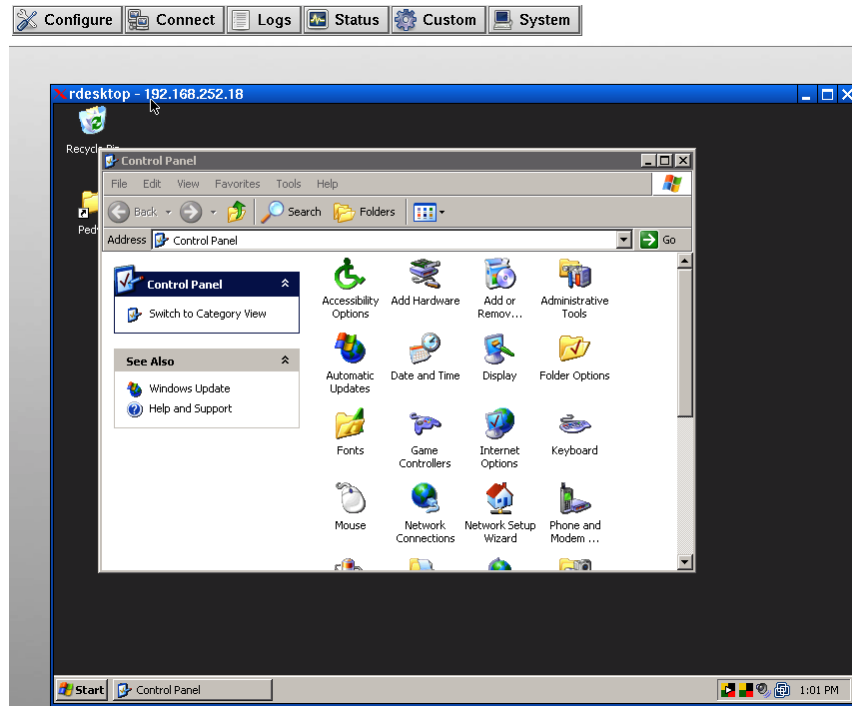 Configure Connect Logs Status Custom System
rdesktop - 192.168.252.18
Control Panel
File Edit View Favorites Tools Help
Back Search Folders
Address Control Panel Go
Control Panel
Switch to Category View
See Also
Windows Update
Help and Support
Accessibility
Options
Add Hardware
Add or
Remov...
Administrative
Tools
Automatic
Updates
Date and Time
Display
Folder Options
Fonts
Game
Controllers
Internet
Options
Keyboard
Mouse
Network
Connections
Network Setup
Wizard
Phone and
Modem ...
Start Control Panel 1:01 PM